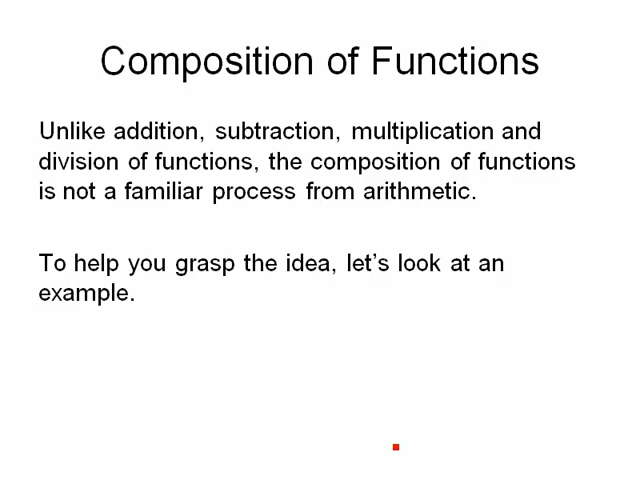 Composition of Functions
Unlike addition, subtraction, multiplication and
division of functions, the composition of functions
is not a familiar process from arithmetic.
To help you grasp the idea, let's look at an
example.